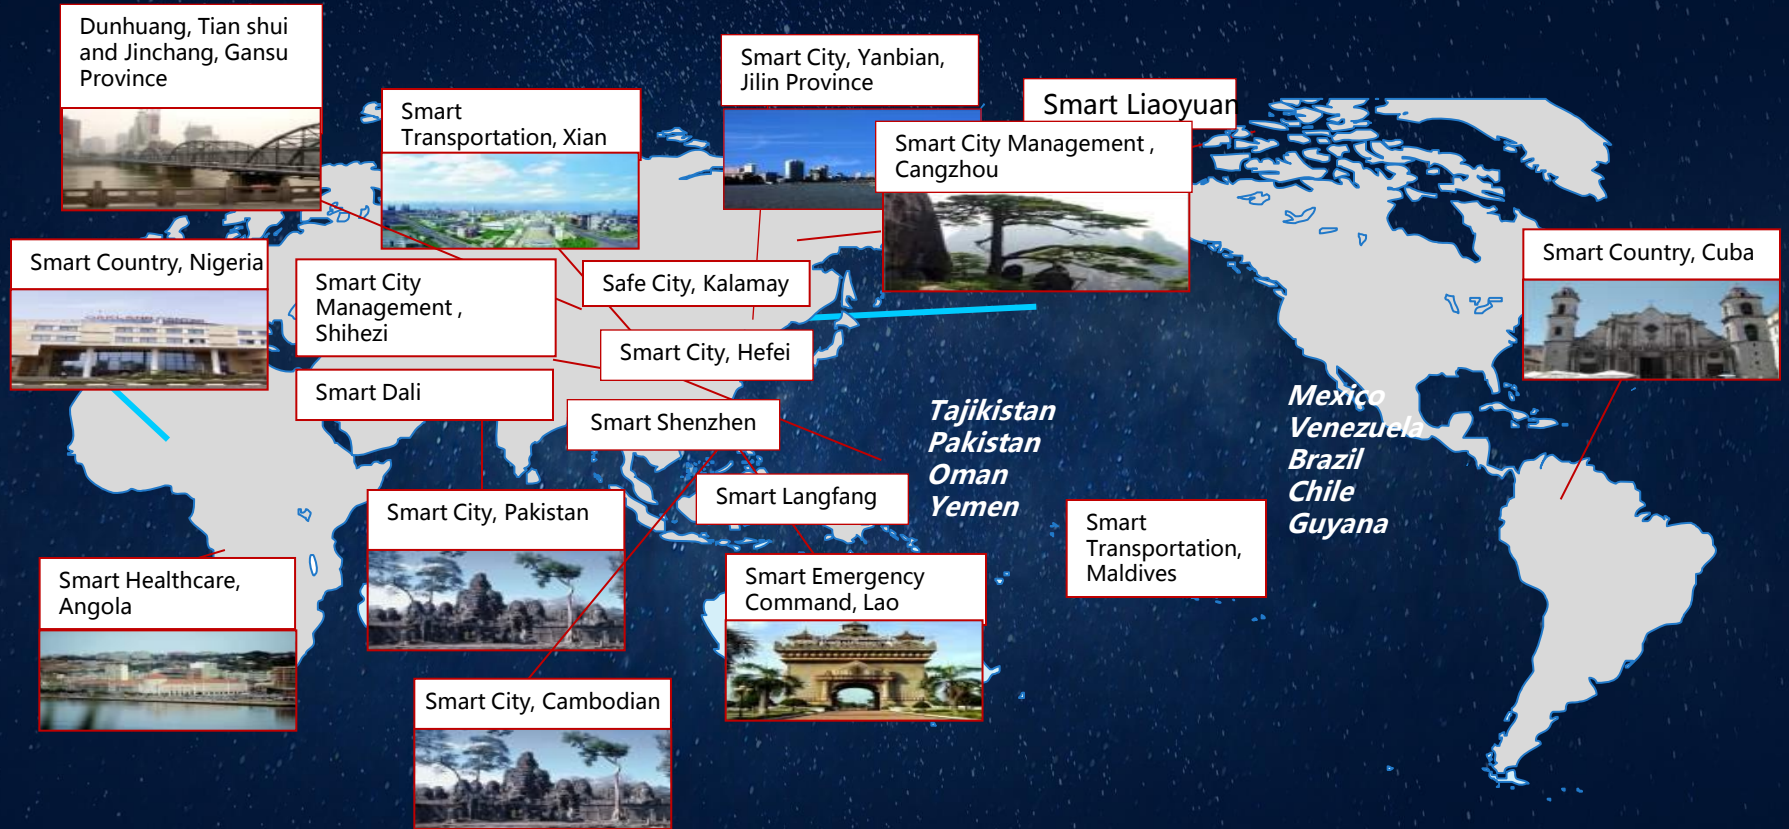 Dunhuang, Tian shui
and Jinchang, Gansu
Province
Smart
Transportation, Xian
Smart City, Yanbian,
Jilin Province
Smart Liaoyuan
Smart City Management ,
Cangzhou
Smart Country, Nigeria
Smart City
Management ,
Shihezi
Safe City, Kalamay
Smart Country, Cuba
Smart City, Hefei
Smart Dali
Smart Shenzhen
Tajikistan
Pakistan
Oman
Yemen
Mexico
Venezuela
Brazil
Chile
Guyana
Smart City, Pakistan
Smart Langfang
Smart
Transportation,
Maldives
Smart Healthcare,
Angola
Smart Emergency
Command, Lao
Smart City, Cambodian